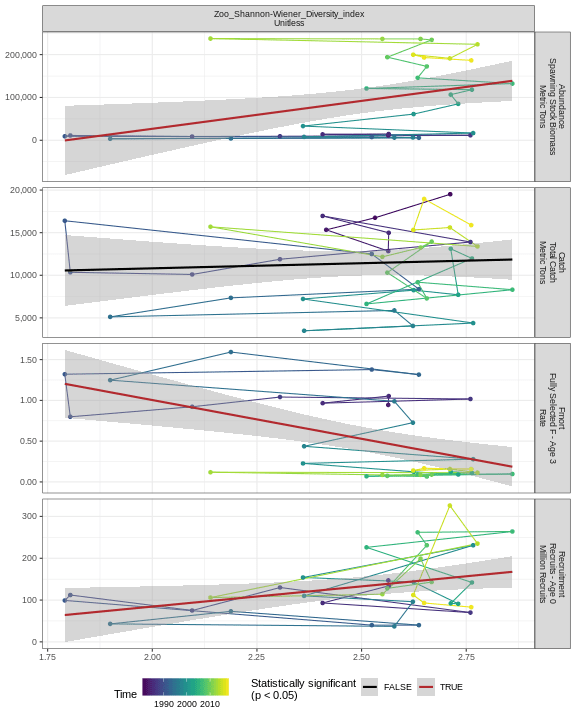 Zoo_Shannon-Wiener_Diversity_index
Unitless
200,000
100,000
0
Abundance
Spawning Stock Biomass
Metric Tons
20,000
15,000
10,000
5,000
Catch
Total Catch
Metric Tons
1.50
1.00
0.50
0.00
Fmort
Fully Selected F - Age 3
Rate
300
200
100
0
Recruitment
Recruits - Age 0
Million Recruits
1.75 2.00 2.25 2.50 2.75
Time
1990 2000 2010
Statistically significant
(p < 0.05)
FALSE
TRUE